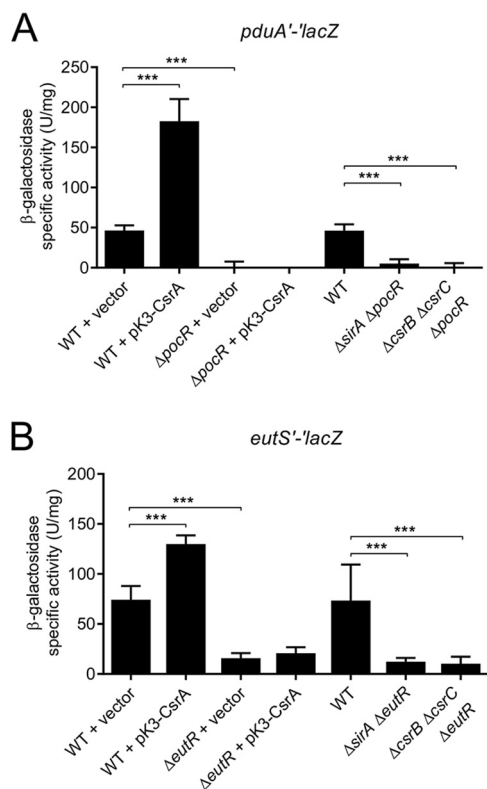 A
pduA'-'lacZ
β-galactosidase
specific activity (U/mg)
250
200
150
100
50
0
***
***
***
***
WT + vector
WT + pK3-CsrA
ΔpocR + vector
ΔpocR + pK3-CsrA
WT
ΔsirA ΔpocR
ΔcsrB ΔcsrC
ΔpocR
B
eutS'-'lacZ
β-galactosidase
specific activity (U/mg)
200
150
100
50
0
***
***
***
***
WT + vector
WT + pK3-CsrA
ΔeutR + vector
ΔeutR + pK3-CsrA
WT
ΔsirA ΔeutR
ΔcsrB ΔcsrC
ΔeutR